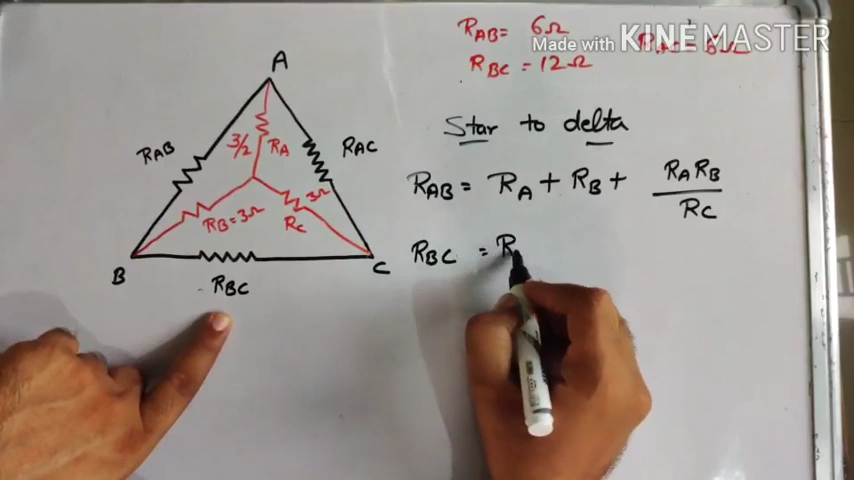 RAB = 6Ω
Made with KINEMASTER
RBC = 12Ω
A
Star to delta
RAB
3/2
RA
RAC
RAB = RA + RB + RARB/RC
RB=3Ω
3Ω
RC
B
C
RBC
RBC = R